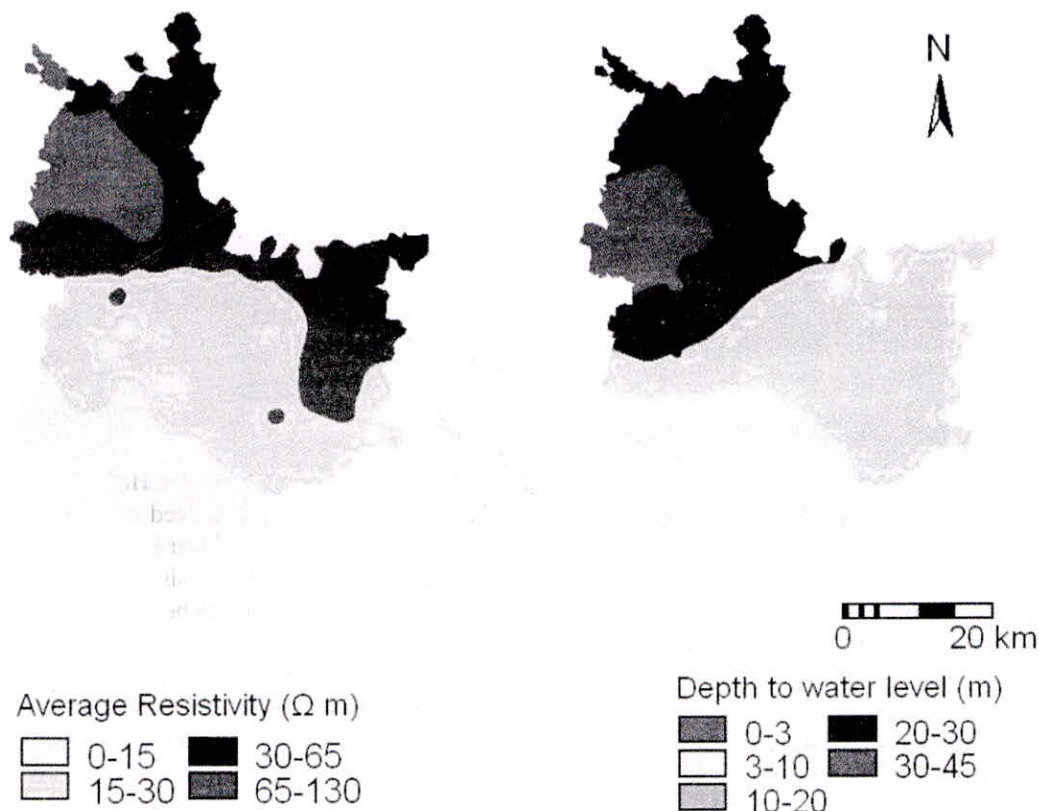 N
0 20 km
Average Resistivity (Ω m)
0-15 30-65
15-30 65-130
Depth to water level (m)
0-3 20-30
3-10 30-45
10-20